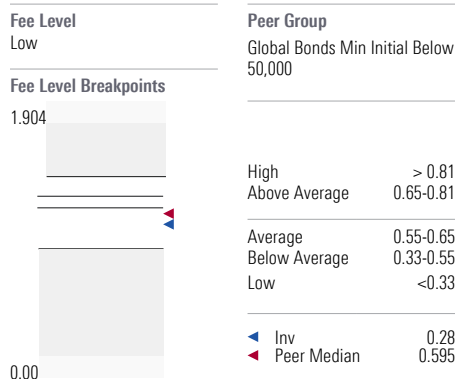 Fee Level
Low
Fee Level Breakpoints
1.904
0.00
Peer Group
Global Bonds Min Initial Below
50,000
High > 0.81
Above Average 0.65-0.81
Average 0.55-0.65
Below Average 0.33-0.55
Low <0.33
Inv 0.28
Peer Median 0.595